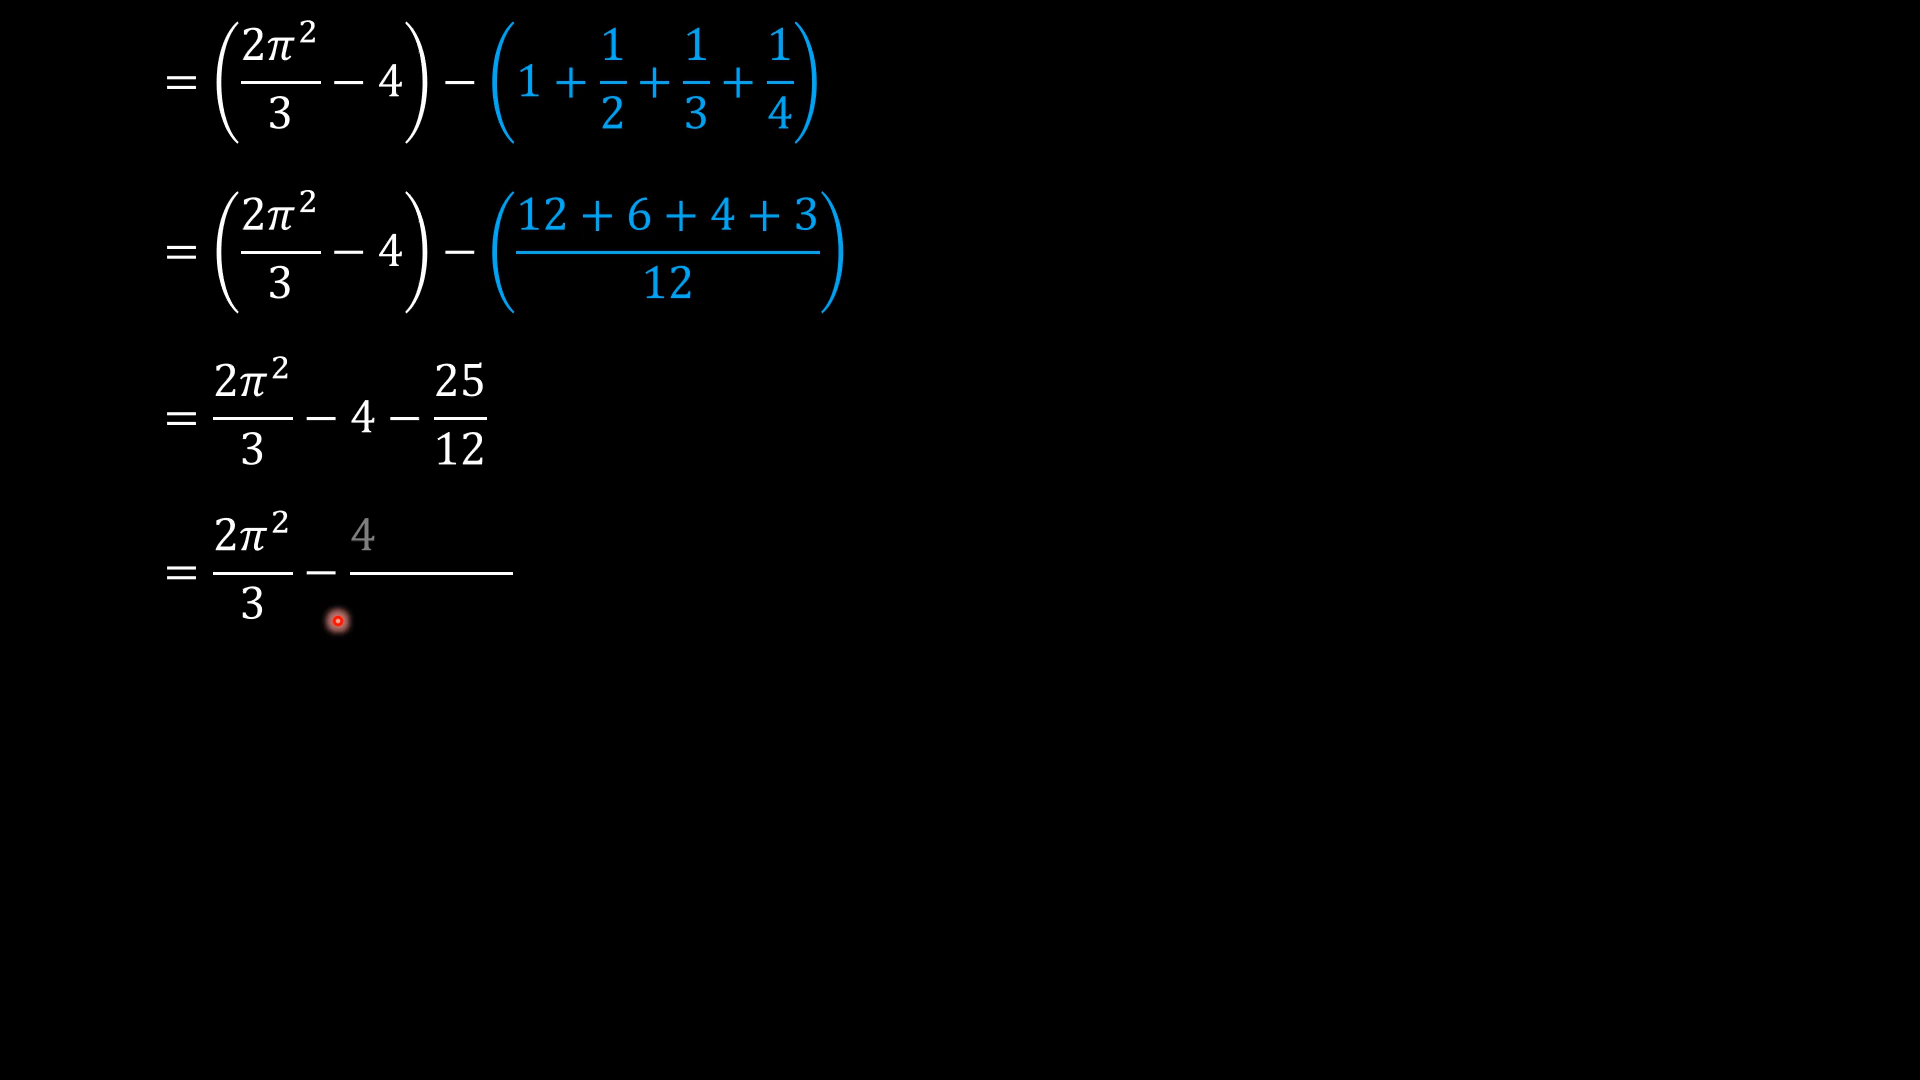 = (2π²/3 − 4) − (1 + 1/2 + 1/3 + 1/4)
= (2π²/3 − 4) − ((12 + 6 + 4 + 3)/12)
= 2π²/3 − 4 − 25/12
= 2π²/3 − 4/